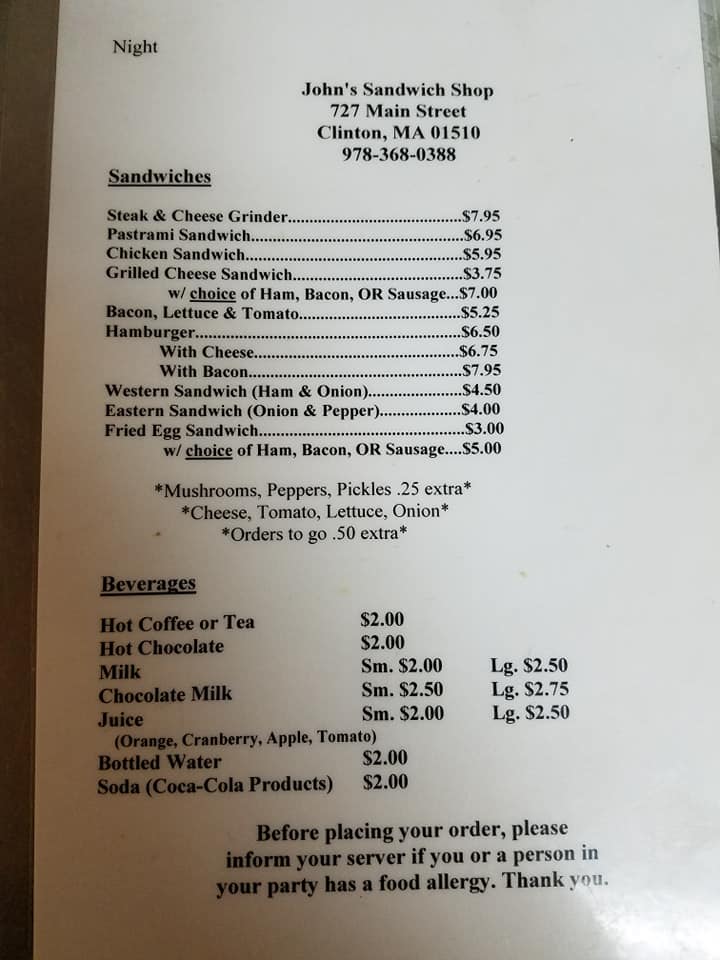 Night
John's Sandwich Shop
727 Main Street
Clinton, MA 01510
978-368-0388
Sandwiches
Steak & Cheese Grinder........................................$7.95
Pastrami Sandwich.................................................$6.95
Chicken Sandwich..................................................$5.95
Grilled Cheese Sandwich.......................................$3.75
w/ choice of Ham, Bacon, OR Sausage...$7.00
Bacon, Lettuce & Tomato.....................................$5.25
Hamburger.............................................................$6.50
With Cheese...............................................$6.75
With Bacon.................................................$7.95
Western Sandwich (Ham & Onion)......................$4.50
Eastern Sandwich (Onion & Pepper)...................$4.00
Fried Egg Sandwich...............................................$3.00
w/ choice of Ham, Bacon, OR Sausage....$5.00
*Mushrooms, Peppers, Pickles .25 extra*
*Cheese, Tomato, Lettuce, Onion*
*Orders to go .50 extra*
Beverages
Hot Coffee or Tea $2.00
Hot Chocolate $2.00
Milk Sm. $2.00 Lg. $2.50
Chocolate Milk Sm. $2.50 Lg. $2.75
Juice Sm. $2.00 Lg. $2.50
(Orange, Cranberry, Apple, Tomato)
Bottled Water $2.00
Soda (Coca-Cola Products) $2.00
Before placing your order, please
inform your server if you or a person in
your party has a food allergy. Thank you.